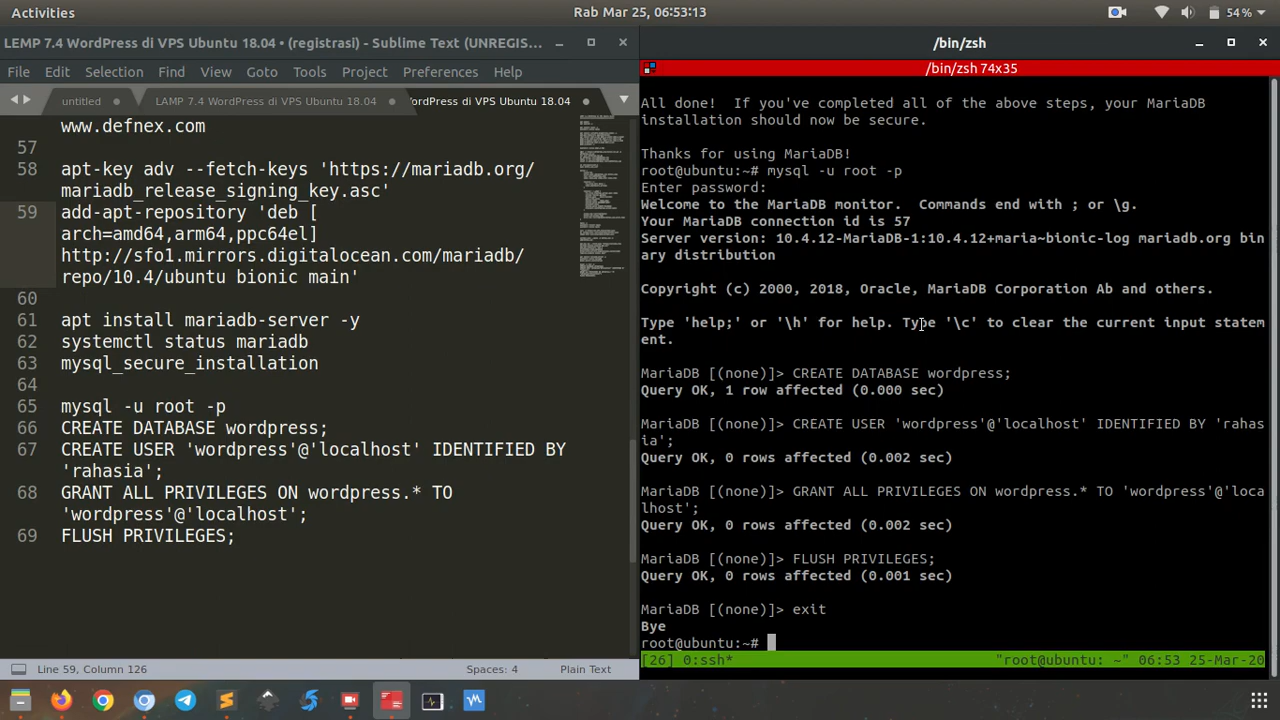 Activities
Rab Mar 25, 06:53:13
54 %
LEMP 7.4 WordPress di VPS Ubuntu 18.04 • (registrasi) - Sublime Text (UNREGIS...
File Edit Selection Find View Goto Tools Project Preferences Help
untitled
LEMP 7.4 WordPress di VPS Ubuntu 18.04
ordPress di VPS Ubuntu 18.04
www.defnex.com
57
58 apt-key adv --fetch-keys 'https://mariadb.org/
mariadb_release_signing_key.asc'
59 add-apt-repository 'deb [
arch=amd64,arm64,ppc64el]
http://sfo1.mirrors.digitalocean.com/mariadb/
repo/10.4/ubuntu bionic main'
60
61 apt install mariadb-server -y
62 systemctl status mariadb
63 mysql_secure_installation
64
65 mysql -u root -p
66 CREATE DATABASE wordpress;
67 CREATE USER 'wordpress'@'localhost' IDENTIFIED BY
'rahasia';
68 GRANT ALL PRIVILEGES ON wordpress.* TO
'wordpress'@'localhost';
69 FLUSH PRIVILEGES;
Line 59, Column 126
Spaces: 4
Plain Text
/bin/zsh
/bin/zsh 74x35
All done!  If you've completed all of the above steps, your MariaDB
installation should now be secure.
Thanks for using MariaDB!
root@ubuntu:~# mysql -u root -p
Enter password:
Welcome to the MariaDB monitor.  Commands end with ; or \g.
Your MariaDB connection id is 57
Server version: 10.4.12-MariaDB-1:10.4.12+maria~bionic-log mariadb.org bin
ary distribution
Copyright (c) 2000, 2018, Oracle, MariaDB Corporation Ab and others.
Type 'help;' or '\h' for help. Type '\c' to clear the current input statem
ent.
MariaDB [(none)]> CREATE DATABASE wordpress;
Query OK, 1 row affected (0.000 sec)
MariaDB [(none)]> CREATE USER 'wordpress'@'localhost' IDENTIFIED BY 'rahas
ia';
Query OK, 0 rows affected (0.002 sec)
MariaDB [(none)]> GRANT ALL PRIVILEGES ON wordpress.* TO 'wordpress'@'loca
lhost';
Query OK, 0 rows affected (0.002 sec)
MariaDB [(none)]> FLUSH PRIVILEGES;
Query OK, 0 rows affected (0.001 sec)
MariaDB [(none)]> exit
Bye
root@ubuntu:~#
[26] 0:ssh*
"root@ubuntu: ~" 06:53 25-Mar-20